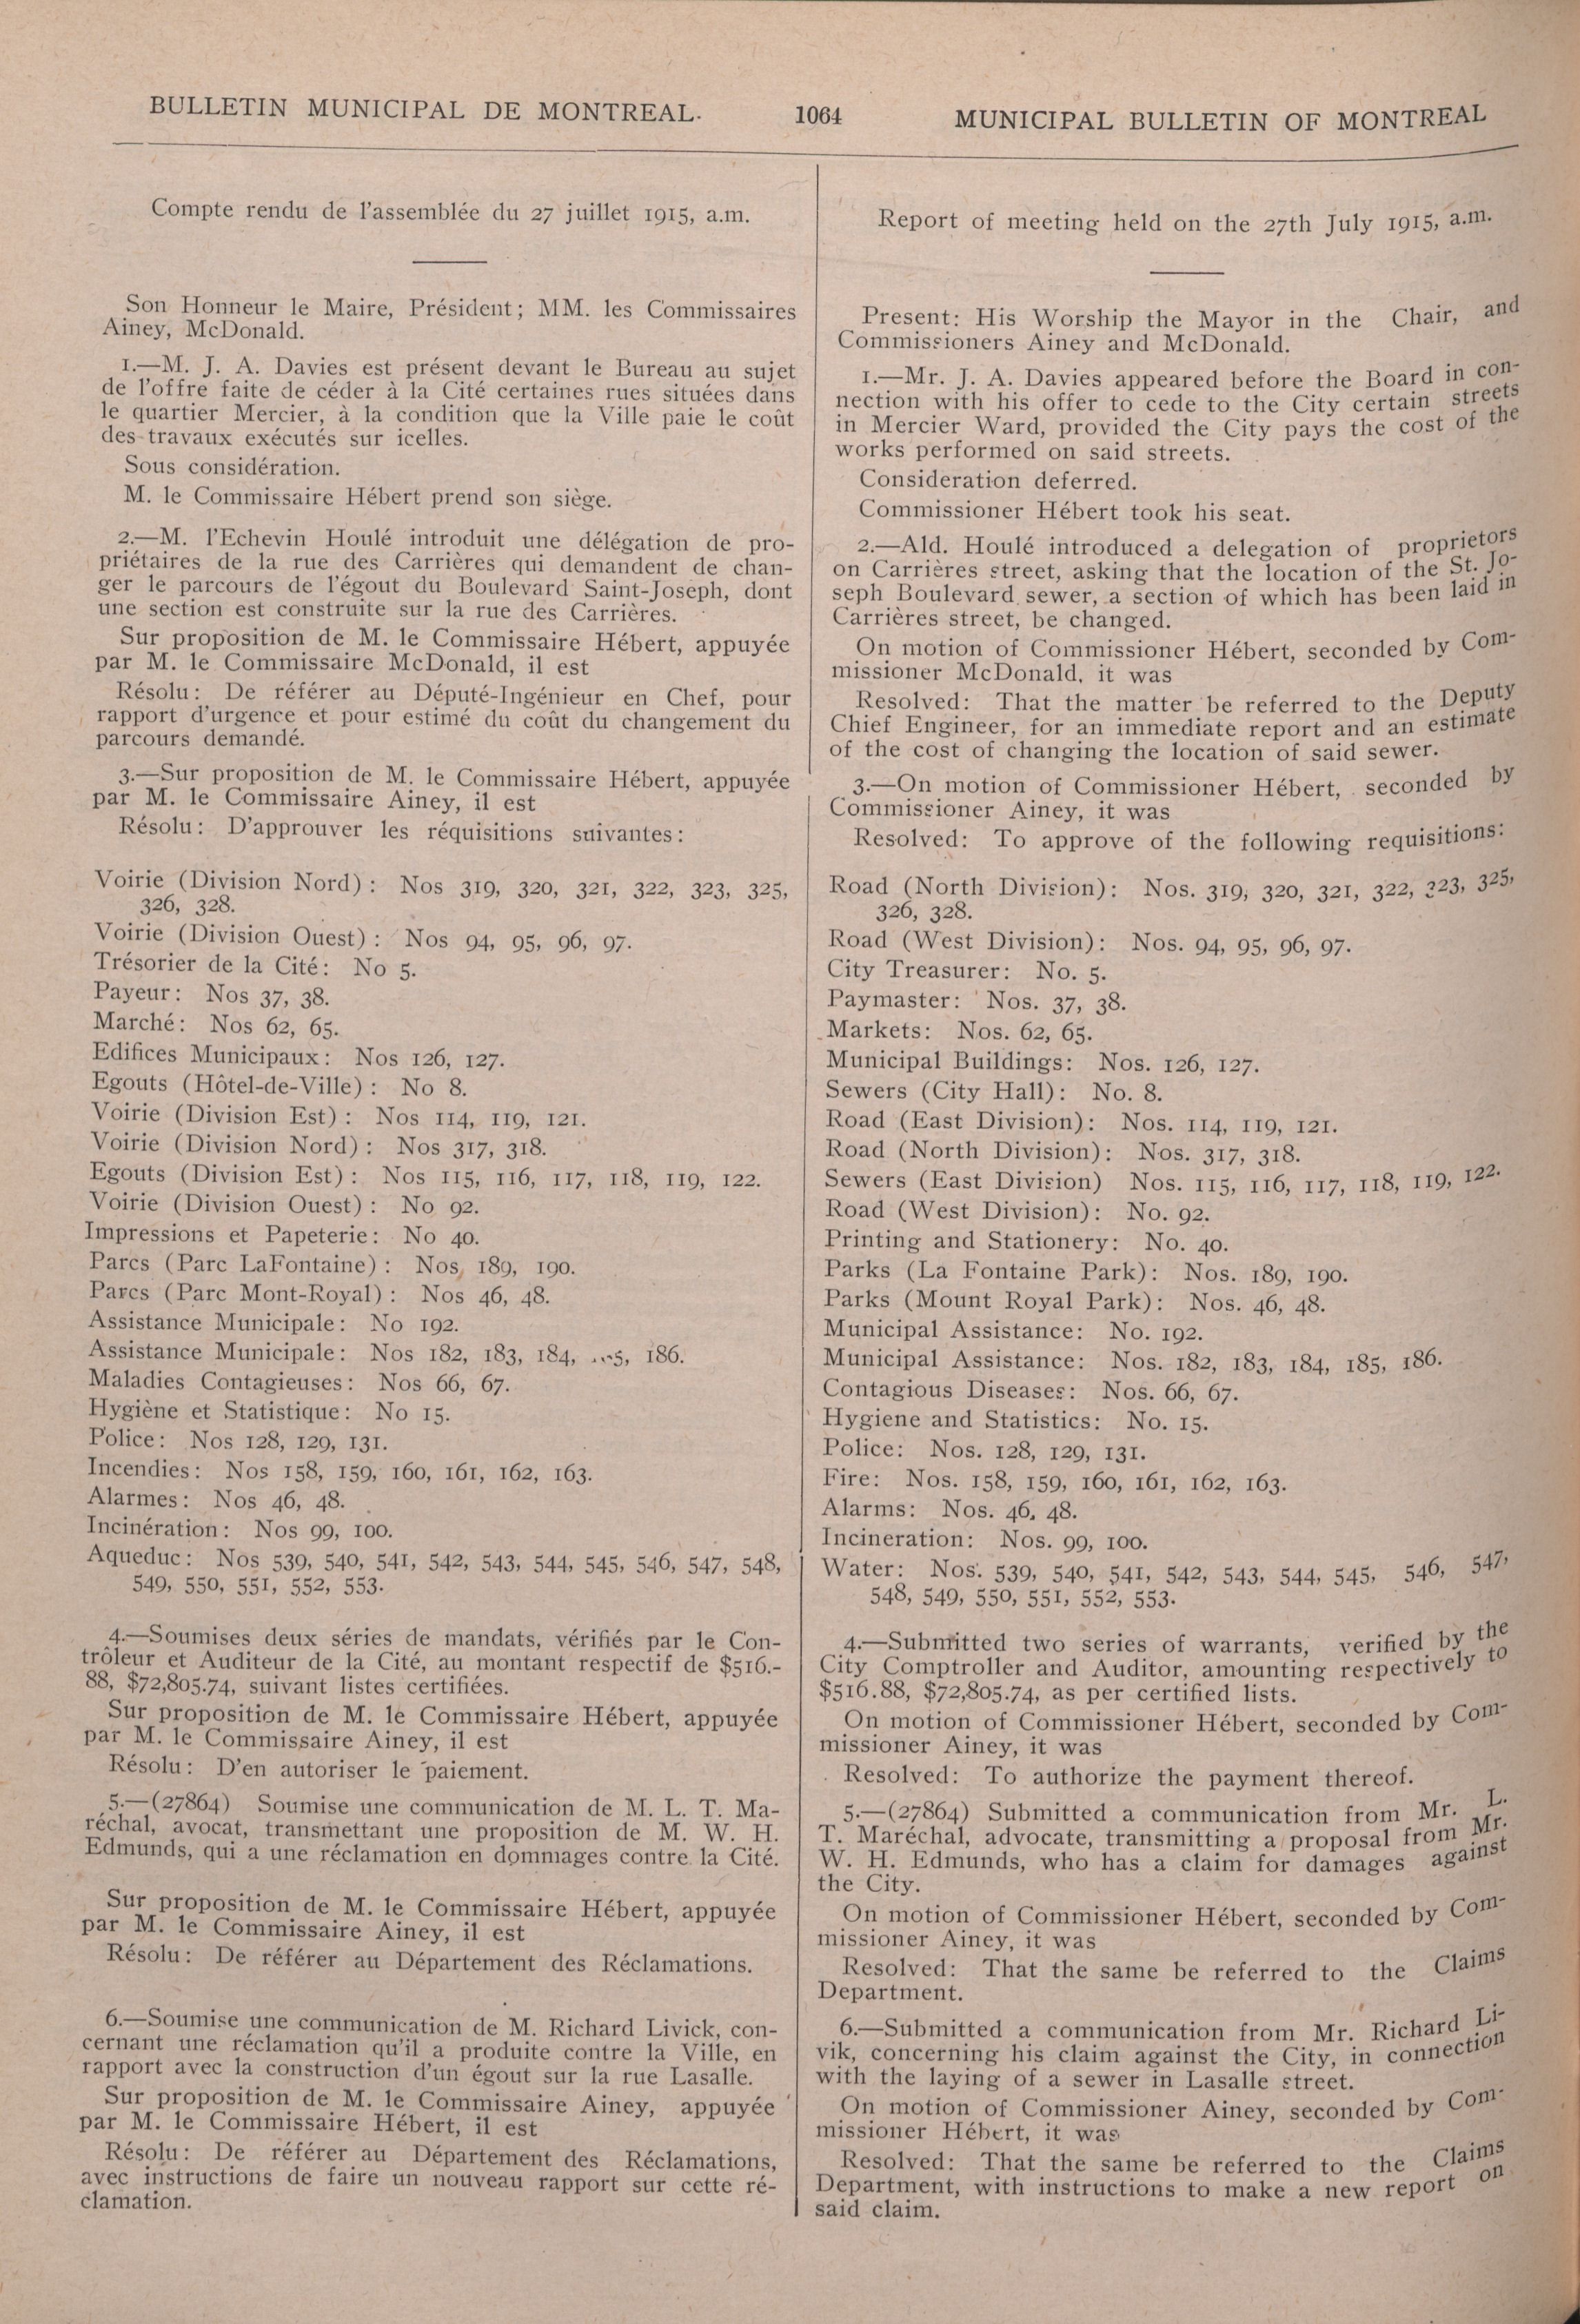 BULLETIN MUNICIPAL DE MONTREAL.
1064
MUNICIPAL BULLETIN OF MONTREAL
Compte rendu de l'assemblée du 27 juillet 1915, a.m.
Son Honneur le Maire, Président; MM. les Commissaires
Ainey, McDonald.
1.—M. J. A. Davies est présent devant le Bureau au sujet
de l'offre faite de céder à la Cité certaines rues situées dans
le quartier Mercier, à la condition que la Ville paie le coût
des travaux exécutés sur icelles.
Sous considération.
M. le Commissaire Hébert prend son siège.
2.—M. l'Echevin Houlé introduit une délégation de pro-
priétaires de la rue des Carrières qui demandent de chan-
ger le parcours de l'égout du Boulevard Saint-Joseph, dont
une section est construite sur la rue des Carrières.
Sur proposition de M. le Commissaire Hébert, appuyée
par M. le Commissaire McDonald, il est
Résolu: De référer au Député-Ingénieur en Chef, pour
rapport d'urgence et pour estimé du coût du changement du
parcours demandé.
3.—Sur proposition de M. le Commissaire Hébert, appuyée
par M. le Commissaire Ainey, il est
Résolu: D'approuver les réquisitions suivantes:
Voirie (Division Nord): Nos 319, 320, 321, 322, 323, 325,
326, 328.
Voirie (Division Ouest): Nos 94, 95, 96, 97.
Trésorier de la Cité: No 5.
Payeur: Nos 37, 38.
Marché: Nos 62, 65.
Edifices Municipaux: Nos 126, 127.
Egouts (Hôtel-de-Ville): No 8.
Voirie (Division Est): Nos 114, 119, 121.
Voirie (Division Nord): Nos 317, 318.
Egouts (Division Est): Nos 115, 116, 117, 118, 119, 122.
Voirie (Division Ouest): No 92.
Impressions et Papeterie: No 40.
Parcs (Parc LaFontaine): Nos 189, 190.
Parcs (Parc Mont-Royal): Nos 46, 48.
Assistance Municipale: No 192.
Assistance Municipale: Nos 182, 183, 184, 186.
Maladies Contagieuses: Nos 66, 67.
Hygiène et Statistique: No 15.
Police: Nos 128, 129, 131.
Incendies: Nos 158, 159, 160, 161, 162, 163.
Alarmes: Nos 46, 48.
Incinération: Nos 99, 100.
Aqueduc: Nos 539, 540, 541, 542, 543, 544, 545, 546, 547, 548,
549, 550, 551, 552, 553.
4.—Soumises deux séries de mandats, vérifiés par le Con-
trôleur et Auditeur de la Cité, au montant respectif de $516.-
88, $72,805.74, suivant listes certifiées.
Sur proposition de M. le Commissaire Hébert, appuyée
par M. le Commissaire Ainey, il est
Résolu: D'en autoriser le paiement.
5.—(27864) Soumise une communication de M. L. T. Ma-
réchal, avocat, transmettant une proposition de M. W. H.
Edmunds, qui a une réclamation en dommages contre la Cité.
Sur proposition de M. le Commissaire Hébert, appuyée
par M. le Commissaire Ainey, il est
Résolu: De référer au Département des Réclamations.
6.—Soumise une communication de M. Richard Livick, con-
cernant une réclamation qu'il a produite contre la Ville, en
rapport avec la construction d'un égout sur la rue Lasalle.
Sur proposition de M. le Commissaire Ainey, appuyée
par M. le Commissaire Hébert, il est
Résolu: De référer au Département des Réclamations,
avec instructions de faire un nouveau rapport sur cette ré-
clamation.
Report of meeting held on the 27th July 1915, a.m.
Present: His Worship the Mayor in the Chair, and
Commissioners Ainey and McDonald.
1.—Mr. J. A. Davies appeared before the Board in con-
nection with his offer to cede to the City certain streets
in Mercier Ward, provided the City pays the cost of the
works performed on said streets.
Consideration deferred.
Commissioner Hébert took his seat.
2.—Ald. Houlé introduced a delegation of proprietors
on Carrières street, asking that the location of the St. Jo-
seph Boulevard sewer, a section of which has been laid in
Carrières street, be changed.
On motion of Commissioner Hébert, seconded by Com-
missioner McDonald, it was
Resolved: That the matter be referred to the Deputy
Chief Engineer, for an immediate report and an estimate
of the cost of changing the location of said sewer.
3.—On motion of Commissioner Hébert, seconded by
Commissioner Ainey, it was
Resolved: To approve of the following requisitions:
Road (North Division): Nos. 319, 320, 321, 322, 323, 325,
326, 328.
Road (West Division): Nos. 94, 95, 96, 97.
City Treasurer: No. 5.
Paymaster: Nos. 37, 38.
Markets: Nos. 62, 65.
Municipal Buildings: Nos. 126, 127.
Sewers (City Hall): No. 8.
Road (East Division): Nos. 114, 119, 121.
Road (North Division): Nos. 317, 318.
Sewers (East Division) Nos. 115, 116, 117, 118, 119, 122.
Road (West Division): No. 92.
Printing and Stationery: No. 40.
Parks (La Fontaine Park): Nos. 189, 190.
Parks (Mount Royal Park): Nos. 46, 48.
Municipal Assistance: No. 192.
Municipal Assistance: Nos. 182, 183, 184, 185, 186.
Contagious Diseases: Nos. 66, 67.
Hygiene and Statistics: No. 15.
Police: Nos. 128, 129, 131.
Fire: Nos. 158, 159, 160, 161, 162, 163.
Alarms: Nos. 46, 48.
Incineration: Nos. 99, 100.
Water: Nos. 539, 540, 541, 542, 543, 544, 545, 546, 547,
548, 549, 550, 551, 552, 553.
4.—Submitted two series of warrants, verified by the
City Comptroller and Auditor, amounting respectively to
$516.88, $72,805.74, as per certified lists.
On motion of Commissioner Hébert, seconded by Com-
missioner Ainey, it was
Resolved: To authorize the payment thereof.
5.—(27864) Submitted a communication from Mr. L.
T. Maréchal, advocate, transmitting a proposal from Mr.
W. H. Edmunds, who has a claim for damages against
the City.
On motion of Commissioner Hébert, seconded by Com-
missioner Ainey, it was
Resolved: That the same be referred to the Claims
Department.
6.—Submitted a communication from Mr. Richard Li-
vik, concerning his claim against the City, in connection
with the laying of a sewer in Lasalle street.
On motion of Commissioner Ainey, seconded by Com-
missioner Hébert, it was
Resolved: That the same be referred to the Claims
Department, with instructions to make a new report on
said claim.